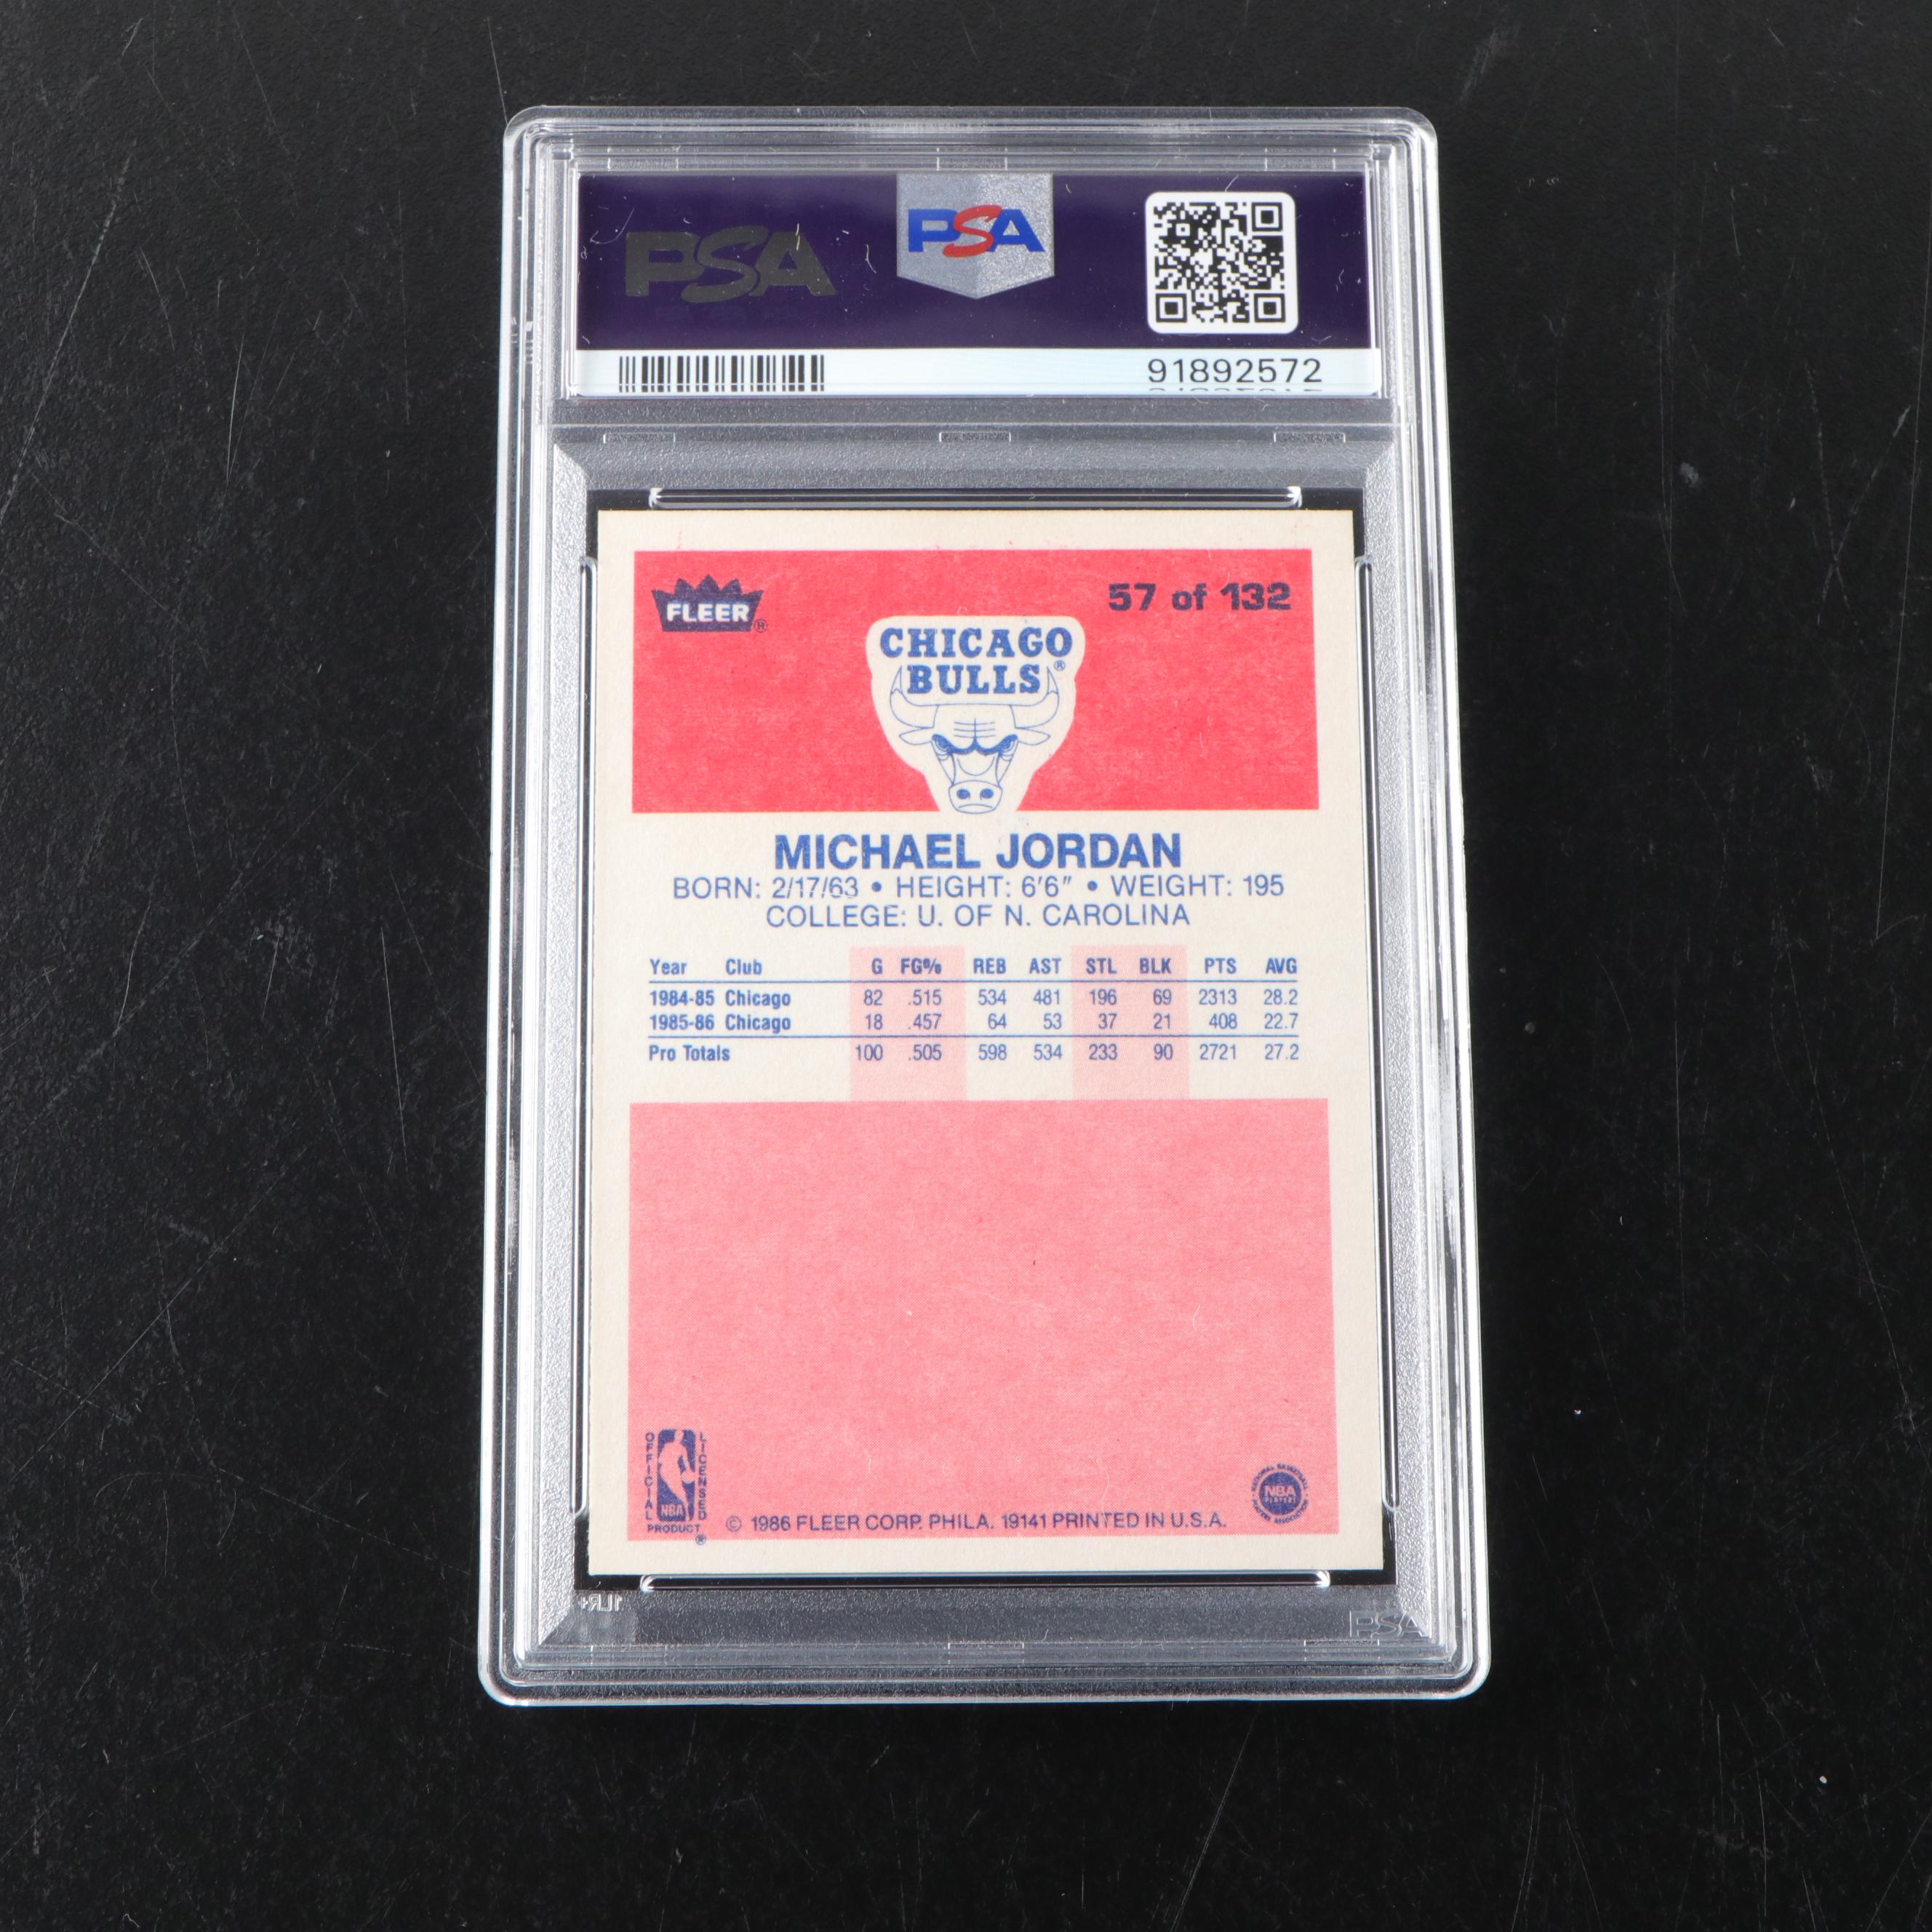 PSA
PSA
91892572
FLEER®
57 of 132
CHICAGO
BULLS®
MICHAEL JORDAN
BORN: 2/17/63 • HEIGHT: 6'6" • WEIGHT: 195
COLLEGE: U. OF N. CAROLINA
Year Club G FG% REB AST STL BLK PTS AVG
1984-85 Chicago 82 .515 534 481 196 69 2313 28.2
1985-86 Chicago 18 .457 64 53 37 21 408 22.7
Pro Totals 100 .505 598 534 233 90 2721 27.2
OFFICIAL
LICENSED
NBA
PRODUCT
®
© 1986 FLEER CORP. PHILA. 19141 PRINTED IN U.S.A.
NBA
PLAYERS
PSA